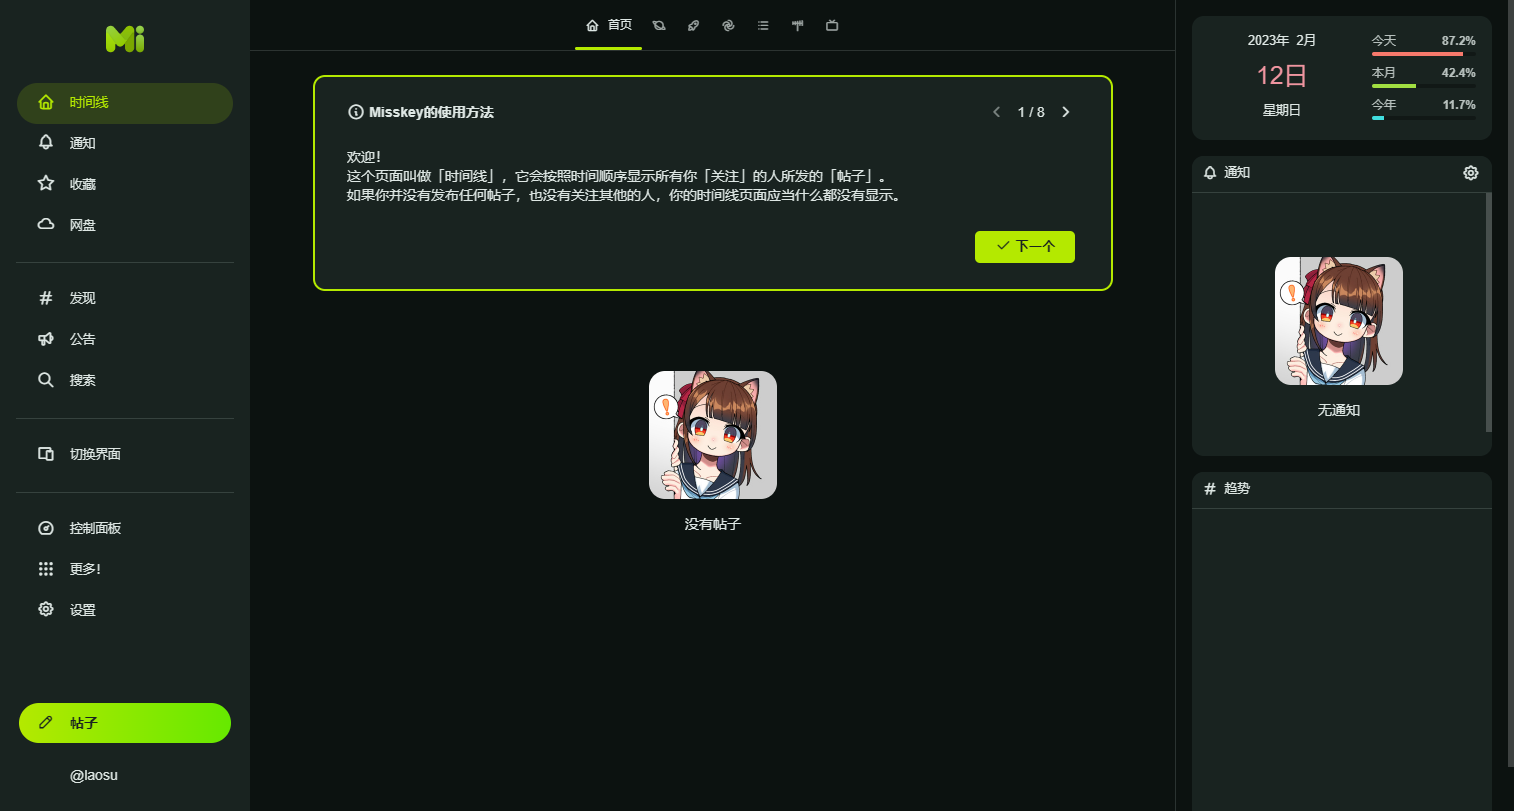 Mi
时间线
通知
收藏
网盘
发现
公告
搜索
切换界面
控制面板
更多!
设置
帖子
@laosu
首页
Misskey的使用方法
1 / 8
欢迎!
这个页面叫做「时间线」，它会按照时间顺序显示所有你「关注」的人所发的「帖子」。
如果你并没有发布任何帖子，也没有关注其他的人，你的时间线页面应当什么都没有显示。
下一个
!
没有帖子
2023年 2月
12日
星期日
今天 87.2%
本月 42.4%
今年 11.7%
通知
!
无通知
趋势